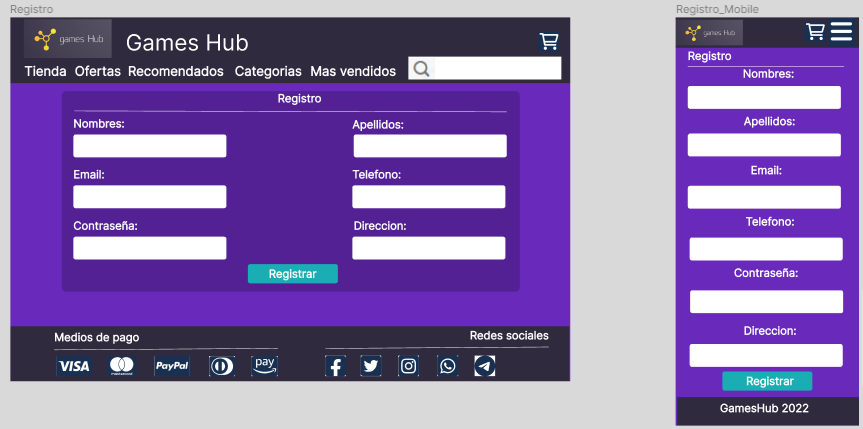 Registro
games Hub
Games Hub
Tienda Ofertas Recomendados Categorias Mas vendidos
Registro
Nombres:
Apellidos:
Email:
Telefono:
Contraseña:
Direccion:
Registrar
Medios de pago
Redes sociales
VISA
mastercard
PayPal
pay
Registro_Mobile
games Hub
Registro
Nombres:
Apellidos:
Email:
Telefono:
Contraseña:
Direccion:
Registrar
GamesHub 2022